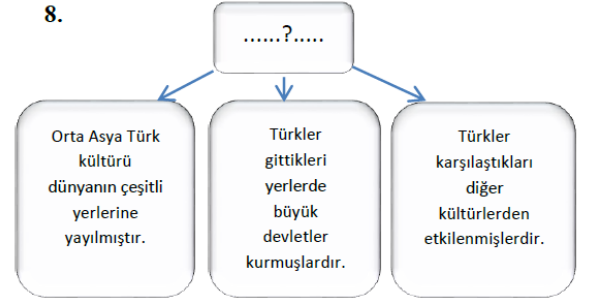 8.
......?.....
Orta Asya Türk
kültürü
dünyanın çeşitli
yerlerine
yayılmıştır.
Türkler
gittikleri
yerlerde
büyük
devletler
kurmuşlardır.
Türkler
karşılaştıkları
diğer
kültürlerden
etkilenmişlerdir.